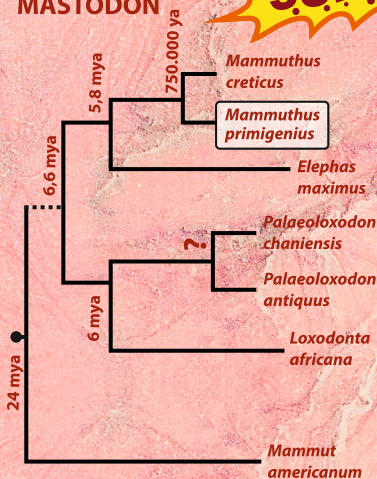 MASTODON
750.000 ya
Mammuthus
creticus
5,8 mya
Mammuthus
primigenius
6,6 mya
Elephas
maximus
Palaeoloxodon
chaniensis
?
Palaeoloxodon
antiquus
6 mya
Loxodonta
africana
24 mya
Mammut
americanum